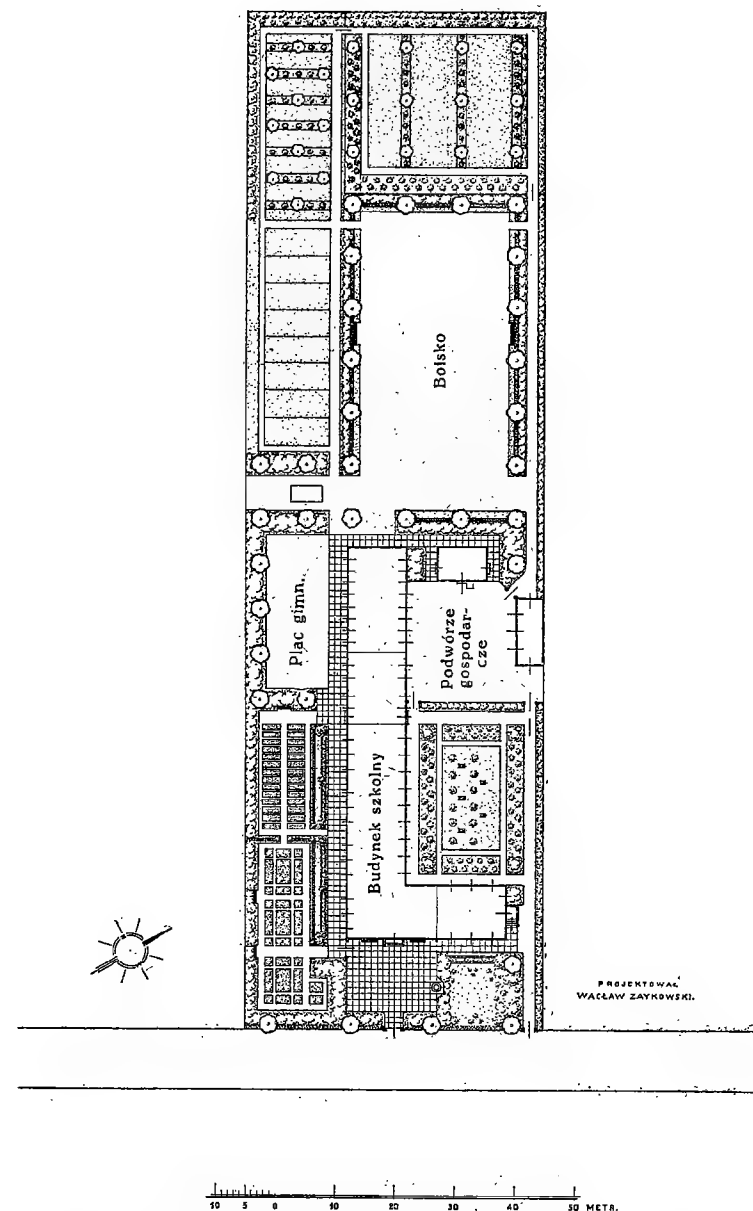 Boisko
Plac gimn.
Podwórze
gospodar-
cze
Budynek szkolny
PROJEKTOWAŁ
WACŁAW ZAYKOWSKI.
10 5 0 10 20 30 40 50 METR.